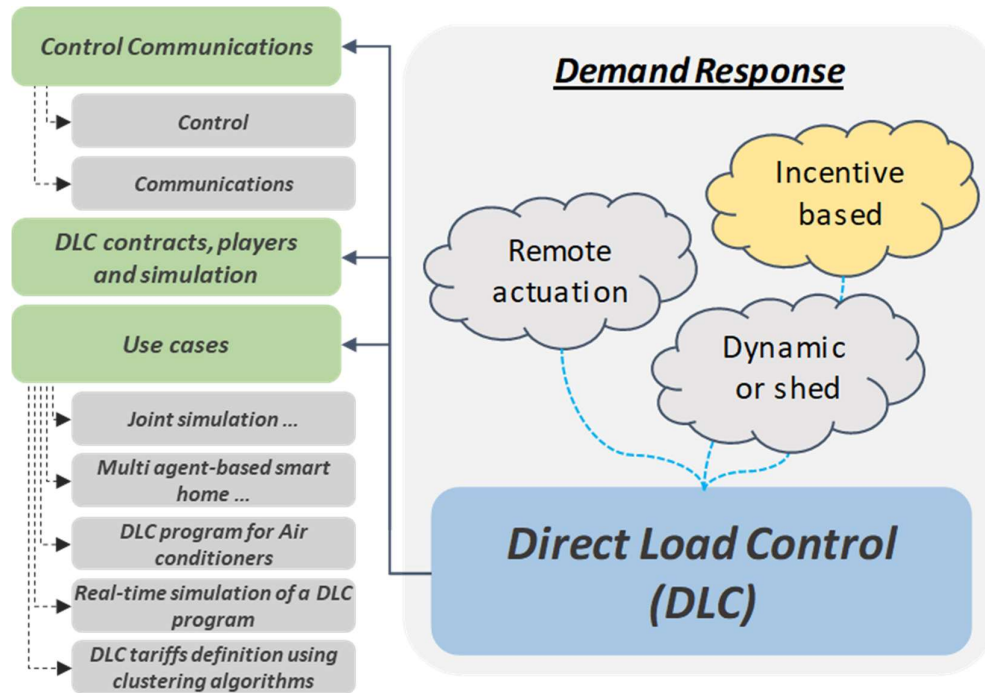 Control Communications
Control
Communications
DLC contracts, players
and simulation
Use cases
Joint simulation ...
Multi agent-based smart
home ...
DLC program for Air
conditioners
Real-time simulation of a DLC
program
DLC tariffs definition using
clustering algorithms
Demand Response
Incentive
based
Remote
actuation
Dynamic
or shed
Direct Load Control
(DLC)